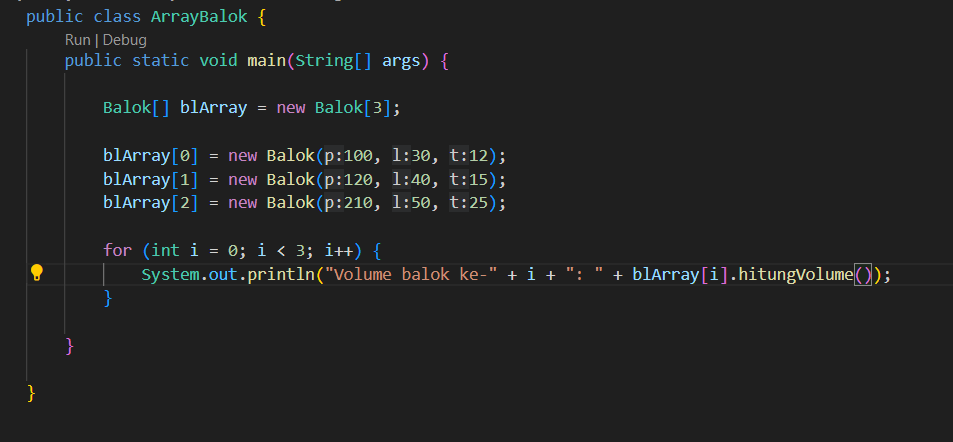 public class ArrayBalok {
Run | Debug
public static void main(String[] args) {
Balok[] blArray = new Balok[3];
blArray[0] = new Balok(p:100, l:30, t:12);
blArray[1] = new Balok(p:120, l:40, t:15);
blArray[2] = new Balok(p:210, l:50, t:25);
for (int i = 0; i < 3; i++) {
System.out.println("Volume balok ke-" + i + ": " + blArray[i].hitungVolume());
}
}
}